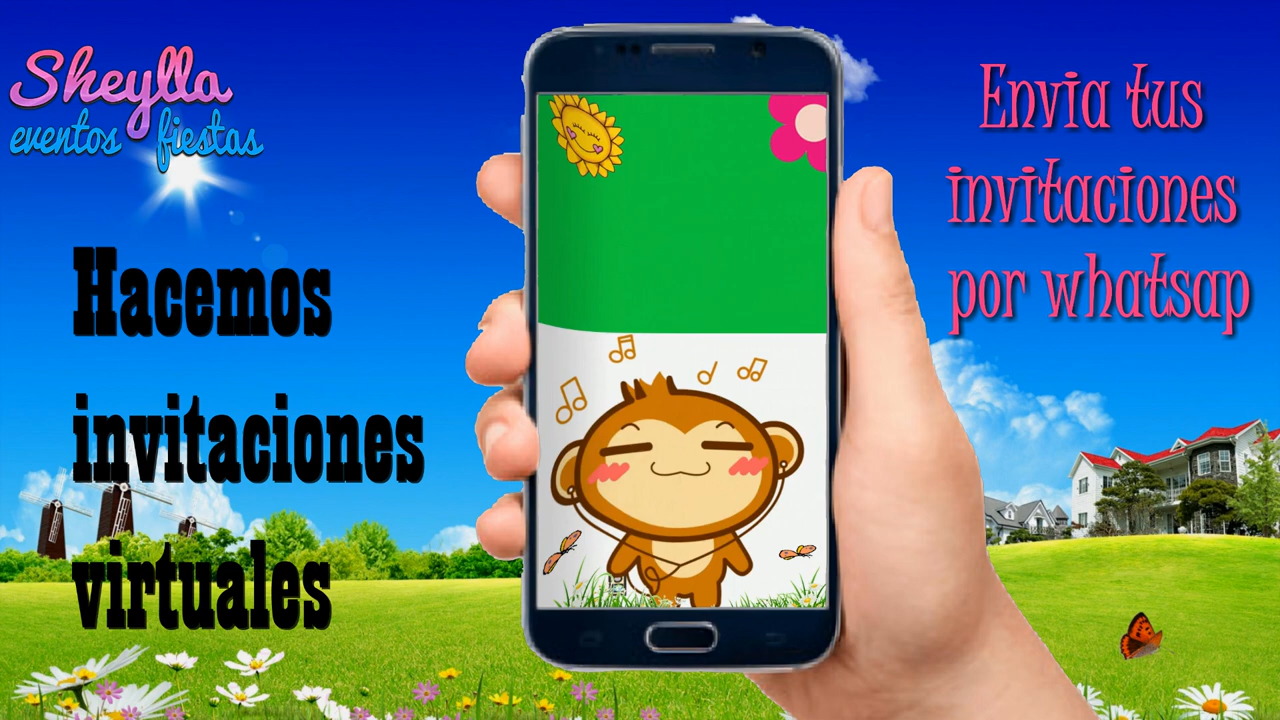 Sheylla
eventos fiestas
Hacemos
invitaciones
virtuales
Envia tus
invitaciones
por whatsap